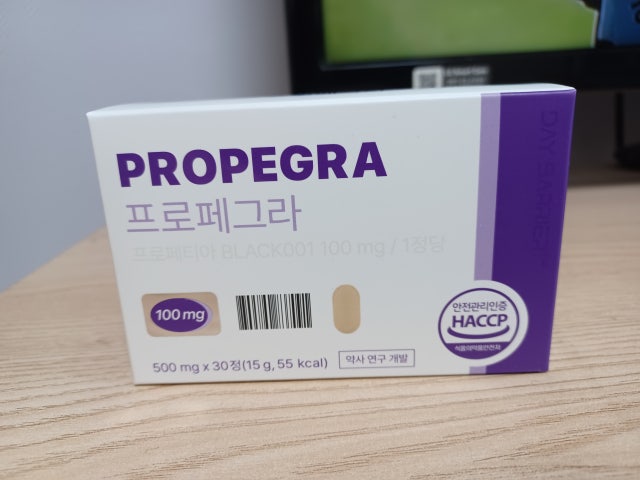 PROPEGRA
프로페그라
프로페티아 BLACK001 100 mg / 1정당
100 mg
안전관리인증
HACCP
식품의약품안전처
500 mg x 30정(15 g, 55 kcal)
약사 연구 개발